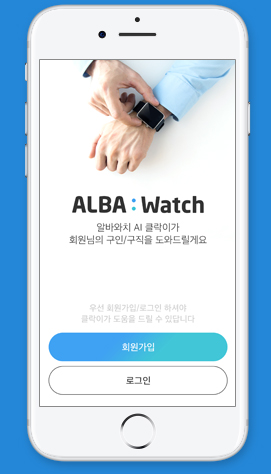 ALBA : Watch
알바와치 AI 클락이가
회원님의 구인/구직을 도와드릴게요
우선 회원가입/로그인 하셔야
클락이가 도움을 드릴 수 있답니다
회원가입
로그인